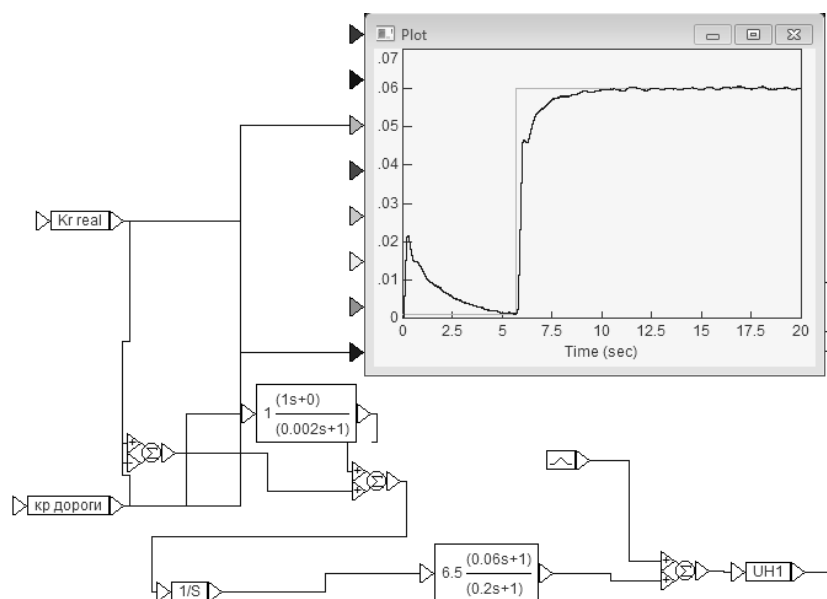 Plot
.07
.06
.05
.04
.03
.02
.01
0
0 2.5 5 7.5 10 12.5 15 17.5 20
Time (sec)
Kr real
1 (1s+0)
(0.002s+1)
+
Σ
−
+
Σ
+
кр дороги
1/S
6.5 (0.06s+1)
(0.2s+1)
+
Σ
+
UH1